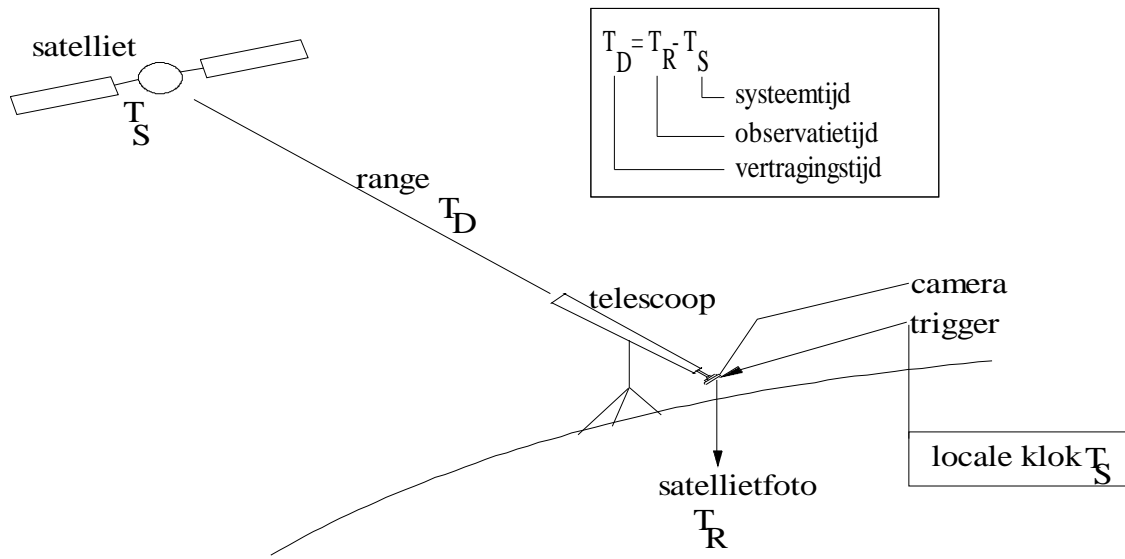 satelliet
T_S
T_D = T_R - T_S
systeemtijd
observatietijd
vertragingstijd
range T_D
telescoop
camera
trigger
locale klok T_S
satellietfoto
T_R